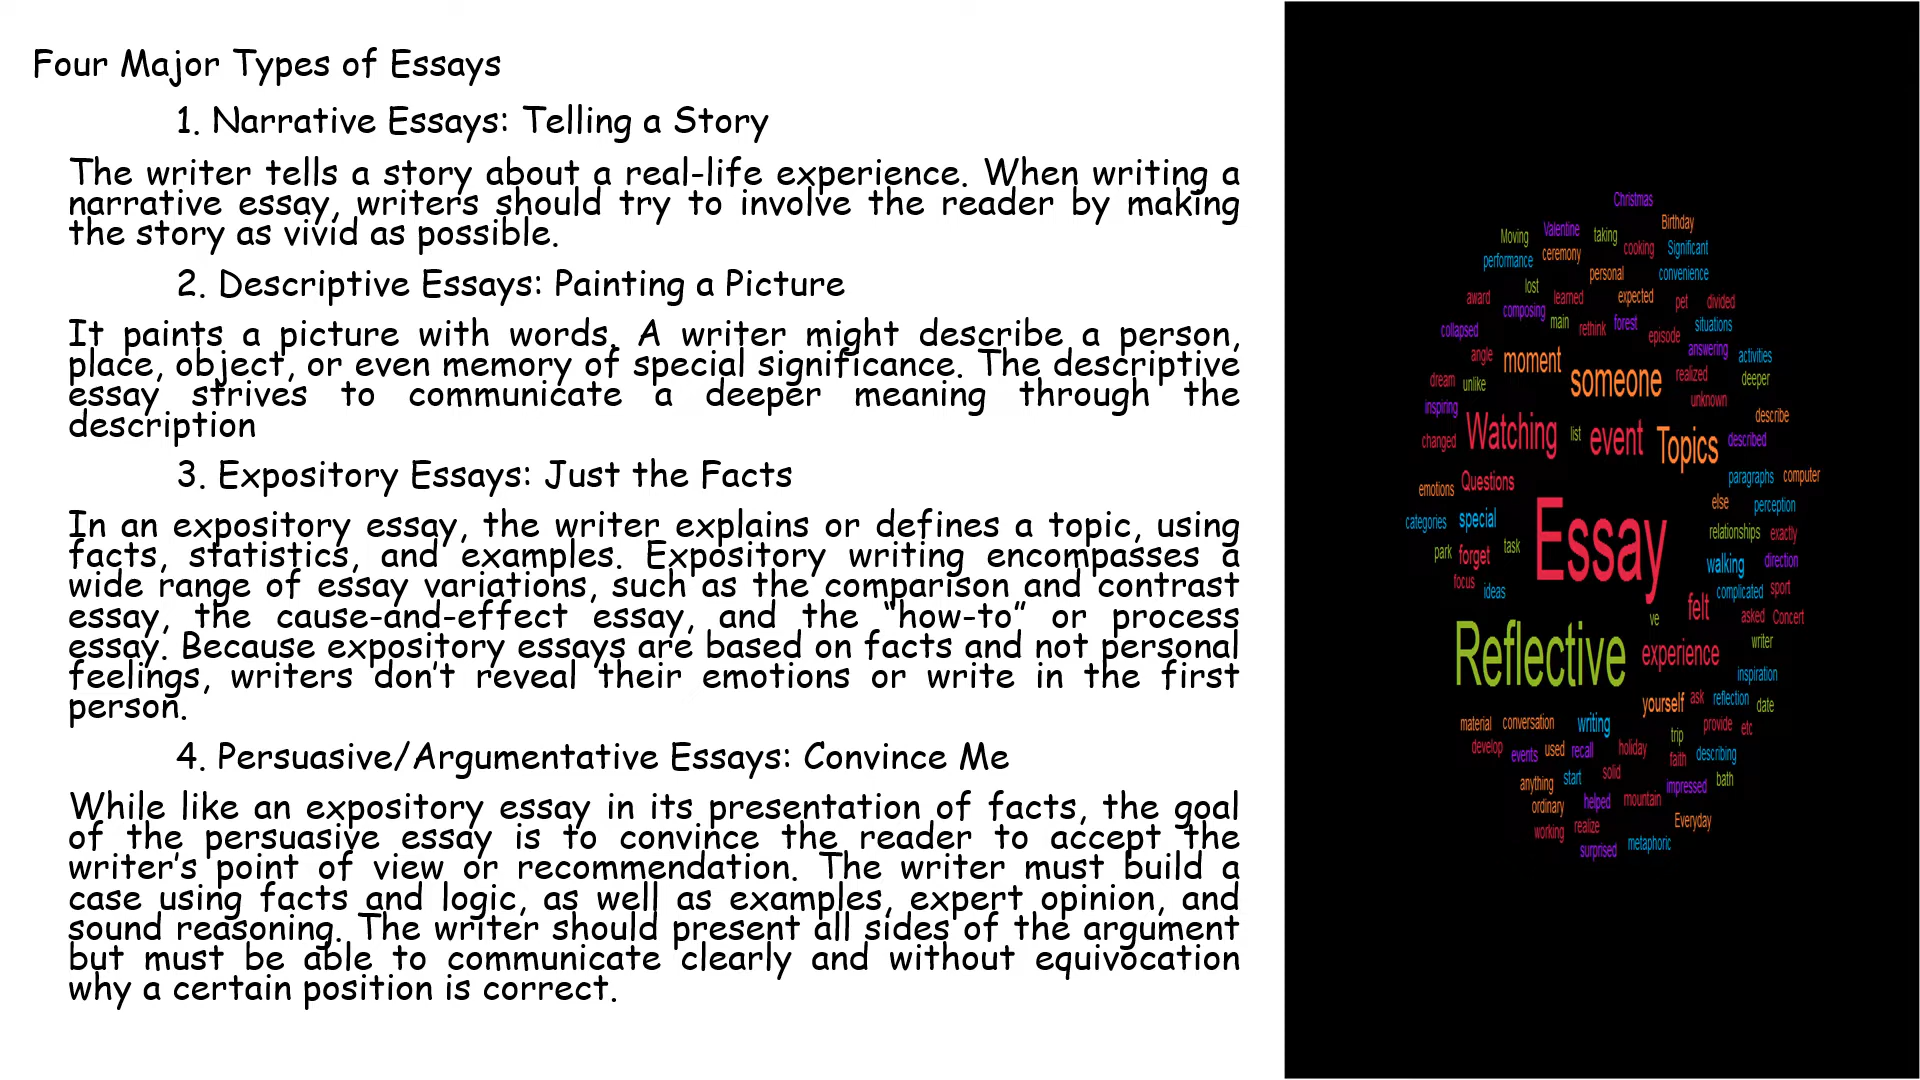 Four Major Types of Essays
1. Narrative Essays: Telling a Story
The writer tells a story about a real-life experience. When writing a
narrative essay, writers should try to involve the reader by making
the story as vivid as possible.
2. Descriptive Essays: Painting a Picture
It paints a picture with words. A writer might describe a person,
place, object, or even memory of special significance. The descriptive
essay strives to communicate a deeper meaning through the
description
3. Expository Essays: Just the Facts
In an expository essay, the writer explains or defines a topic, using
facts, statistics, and examples. Expository writing encompasses a
wide range of essay variations, such as the comparison and contrast
essay, the cause-and-effect essay, and the “how-to” or process
essay. Because expository essays are based on facts and not personal
feelings, writers don’t reveal their emotions or write in the first
person.
4. Persuasive/Argumentative Essays: Convince Me
While like an expository essay in its presentation of facts, the goal
of the persuasive essay is to convince the reader to accept the
writer’s point of view or recommendation. The writer must build a
case using facts and logic, as well as examples, expert opinion, and
sound reasoning. The writer should present all sides of the argument
but must be able to communicate clearly and without equivocation
why a certain position is correct.
Christmas
Birthday
Moving Valentine taking
ceremony cooking Significant
performance personal convenience
lost
award learned expected pet divided
composing main rethink forest situations
collapsed episode
angle moment answering activities
dream unlike someone realized deeper
inspiring unknown
changed Watching list event Topics described describe
emotions Questions paragraphs computer
else perception
categories special Essay relationships exactly
park forget task walking direction
focus ideas complicated sport
felt asked Concert
ve writer
Reflective experience
inspiration
yourself ask reflection date
material conversation writing provide etc
trip
develop events used recall holiday faith describing
anything start solid impressed bath
ordinary helped mountain
working realize Everyday
surprised metaphoric